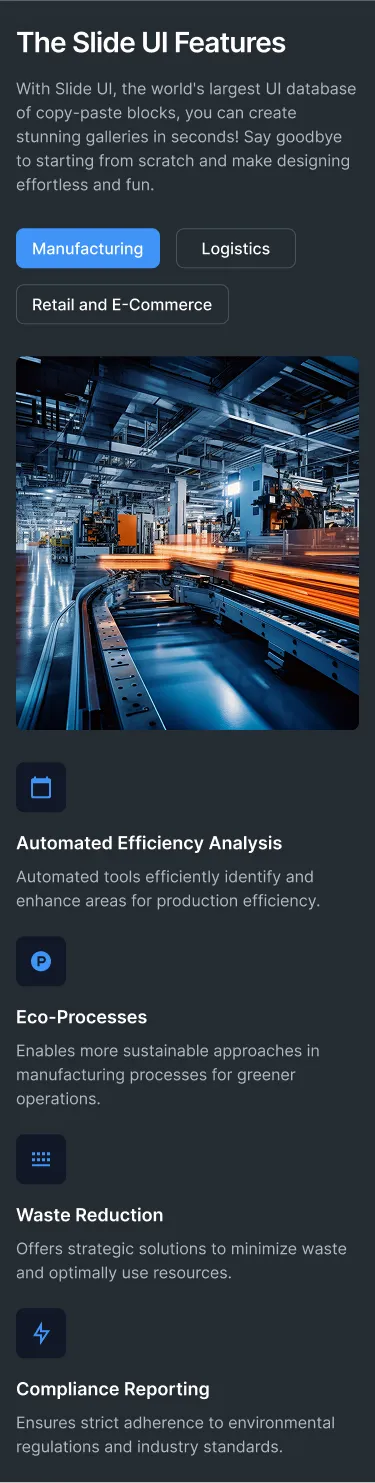 The Slide UI Features
With Slide UI, the world's largest UI database
of copy-paste blocks, you can create
stunning galleries in seconds! Say goodbye
to starting from scratch and make designing
effortless and fun.
Manufacturing
Logistics
Retail and E-Commerce
Automated Efficiency Analysis
Automated tools efficiently identify and
enhance areas for production efficiency.
Eco-Processes
Enables more sustainable approaches in
manufacturing processes for greener
operations.
Waste Reduction
Offers strategic solutions to minimize waste
and optimally use resources.
Compliance Reporting
Ensures strict adherence to environmental
regulations and industry standards.